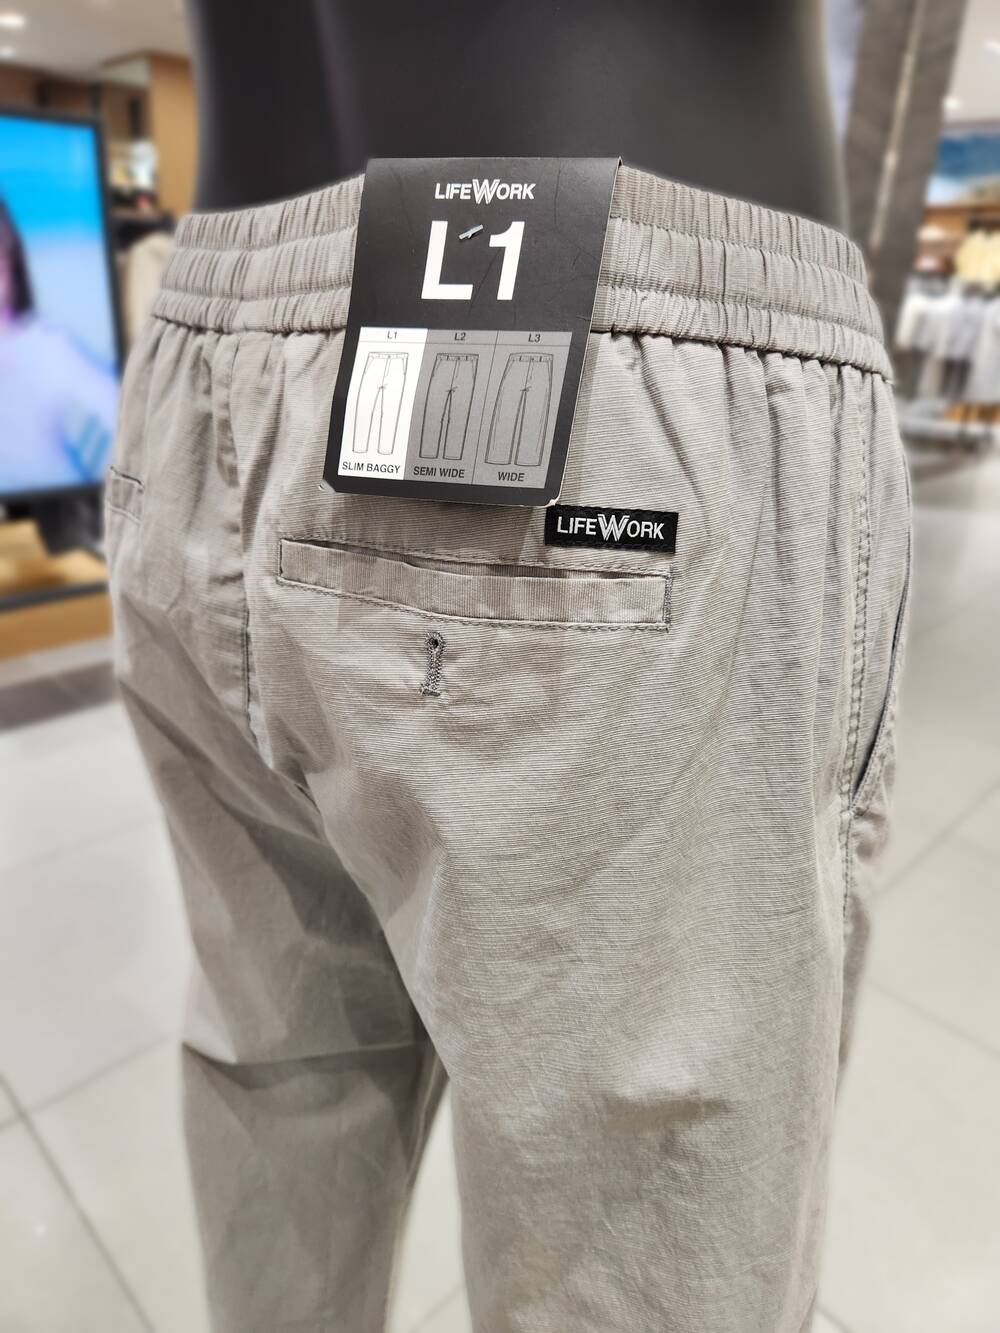 LIFEWORK
L1
L1 L2 L3
SLIM BAGGY SEMI WIDE WIDE
LIFEWORK